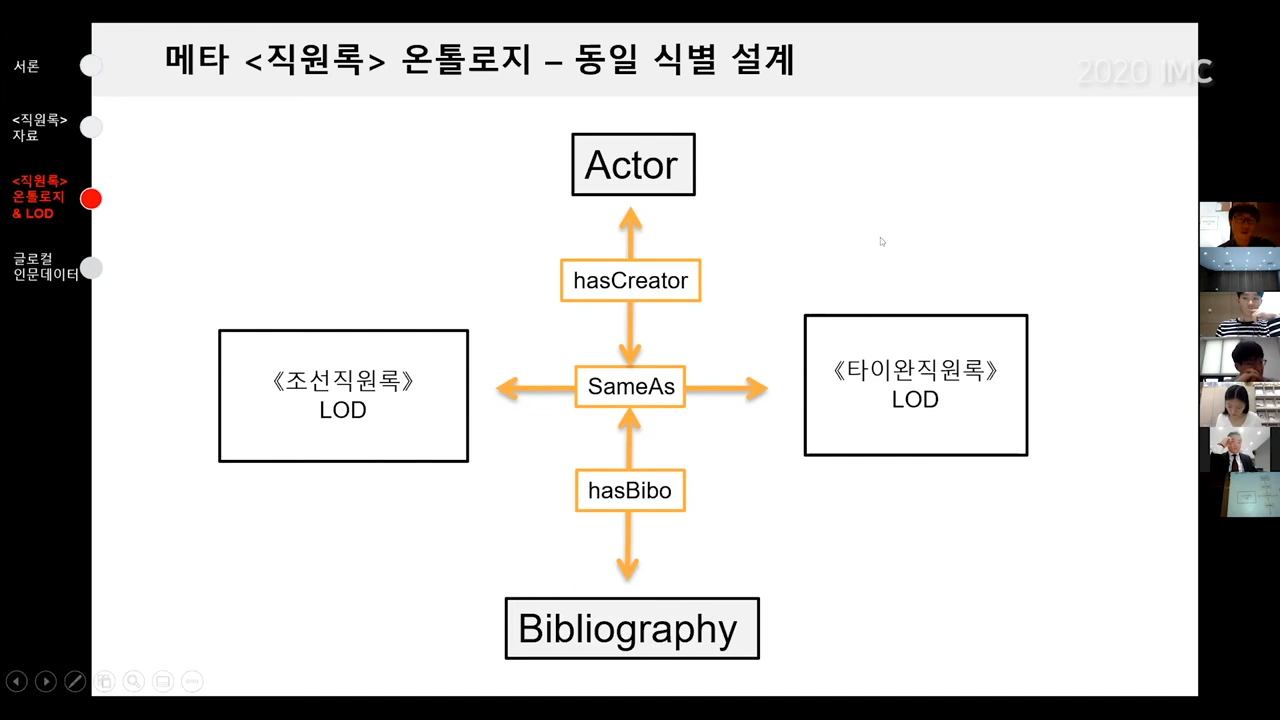 메타 <직원록> 온톨로지 – 동일 식별 설계
2020 IMC
서론
<직원록>
자료
<직원록>
온톨로지
& LOD
글로컬
인문데이터
Actor
hasCreator
《조선직원록》
LOD
SameAs
《타이완직원록》
LOD
hasBibo
Bibliography